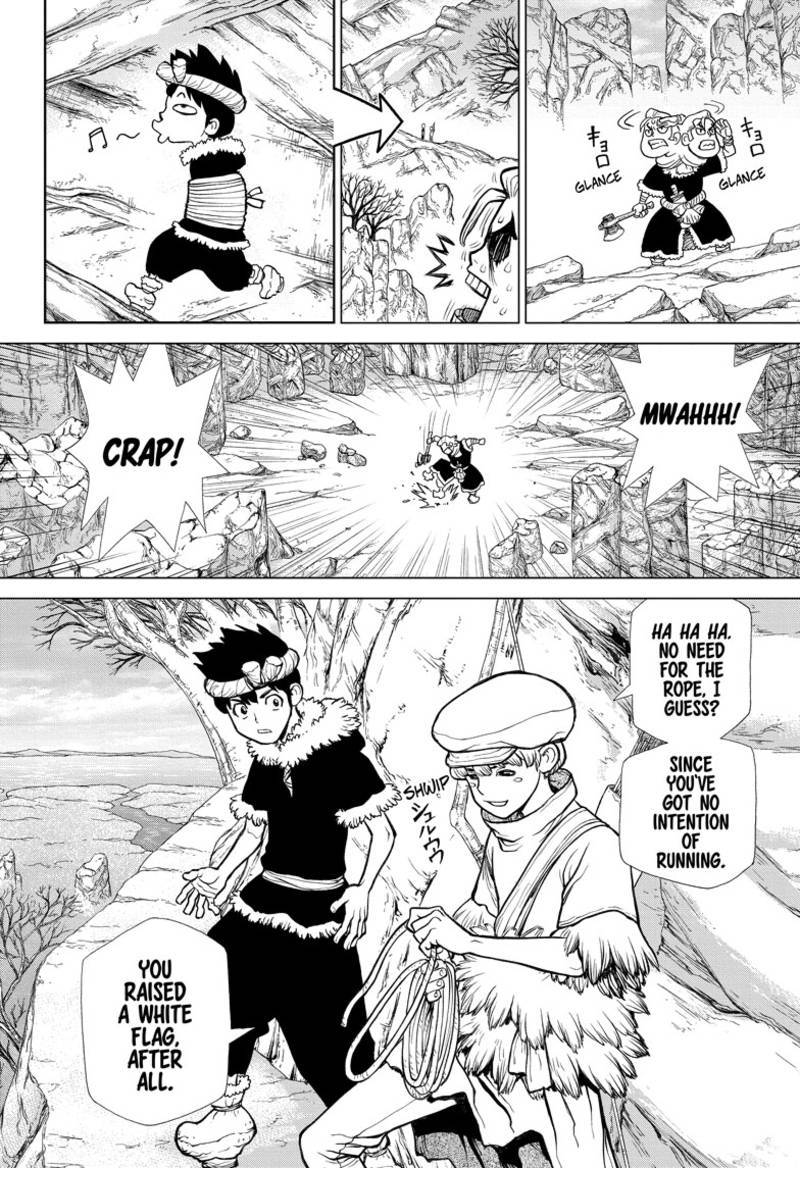 キョロ
GLANCE
キョロ
GLANCE
MWAHHH!
CRAP!
HA HA HA.
NO NEED
FOR THE
ROPE, I
GUESS?
SINCE
YOU'VE
GOT NO
INTENTION
OF
RUNNING.
SHWIP
シュルウゥ
YOU
RAISED
A WHITE
FLAG,
AFTER
ALL.